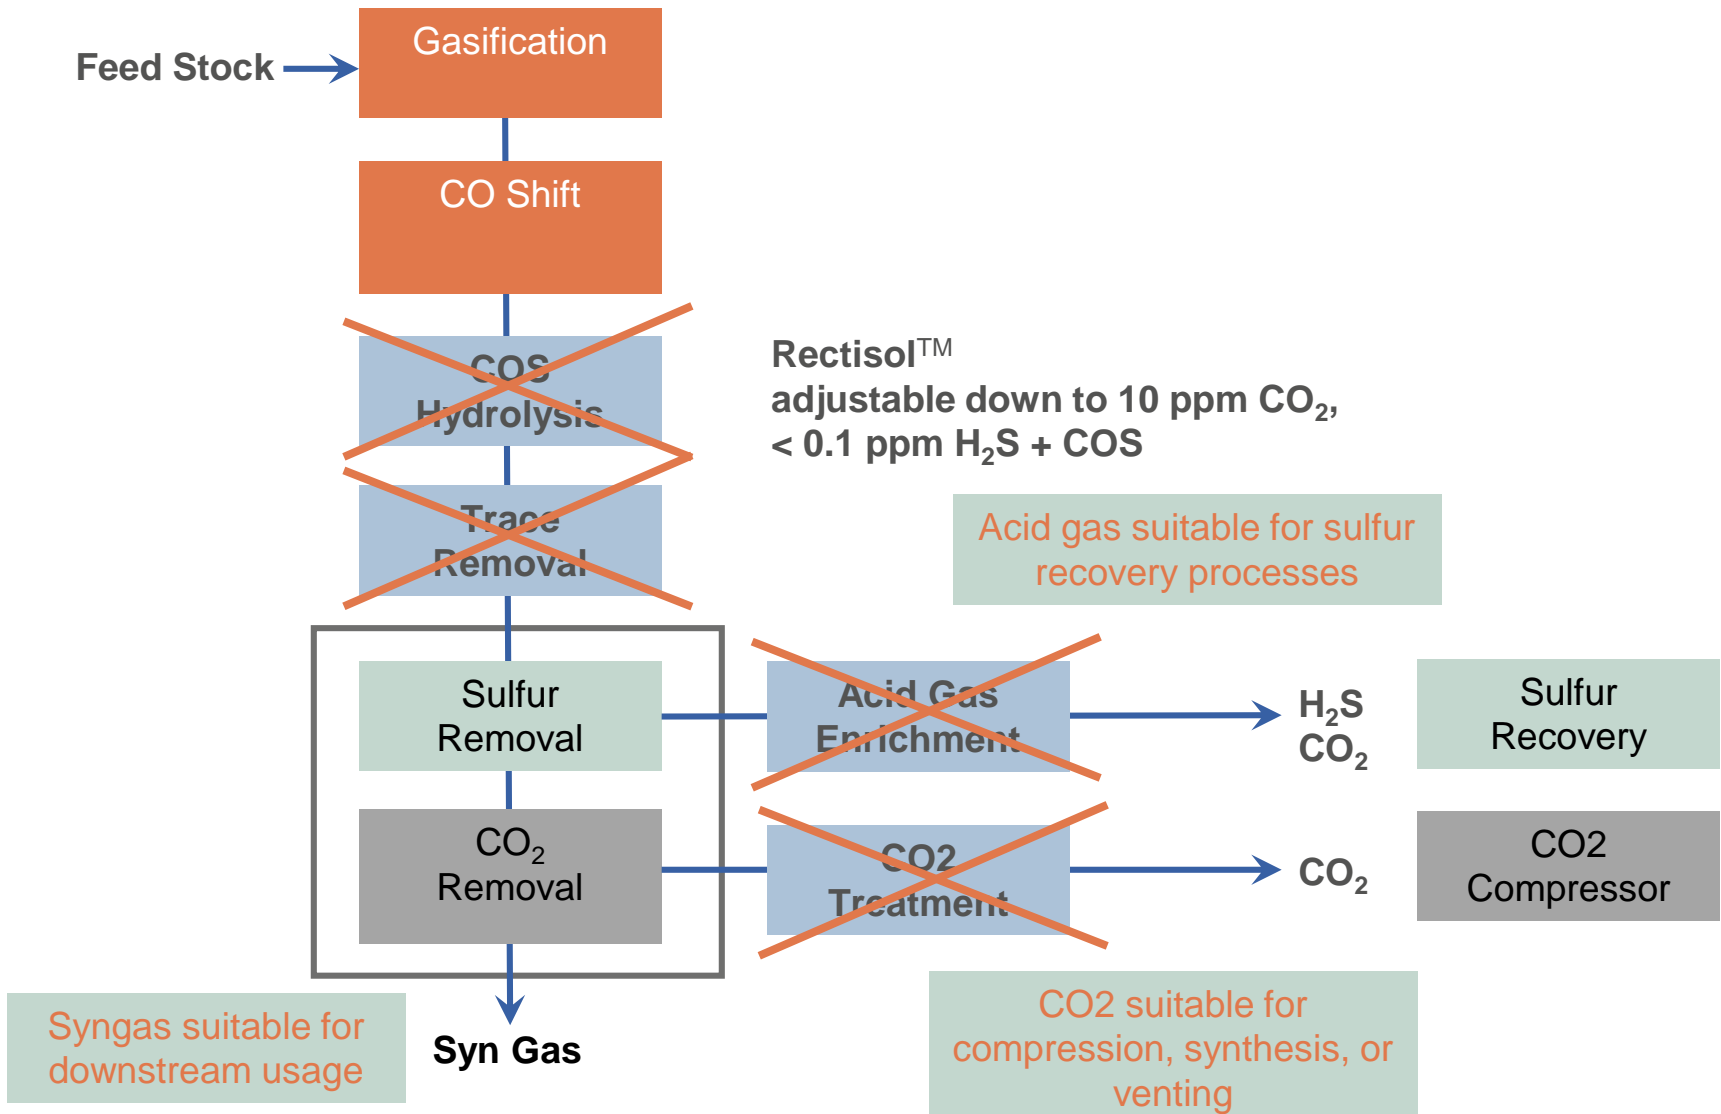 Gasification
Feed Stock
CO Shift
COS
Hydrolysis
Rectisol™
adjustable down to 10 ppm CO₂,
< 0.1 ppm H₂S + COS
Trace
Removal
Acid gas suitable for sulfur
recovery processes
Sulfur
Removal
Acid Gas
Enrichment
H₂S
CO₂
Sulfur
Recovery
CO₂
Removal
CO2
Treatment
CO₂
CO2
Compressor
Syngas suitable for
downstream usage
Syn Gas
CO2 suitable for
compression, synthesis, or
venting